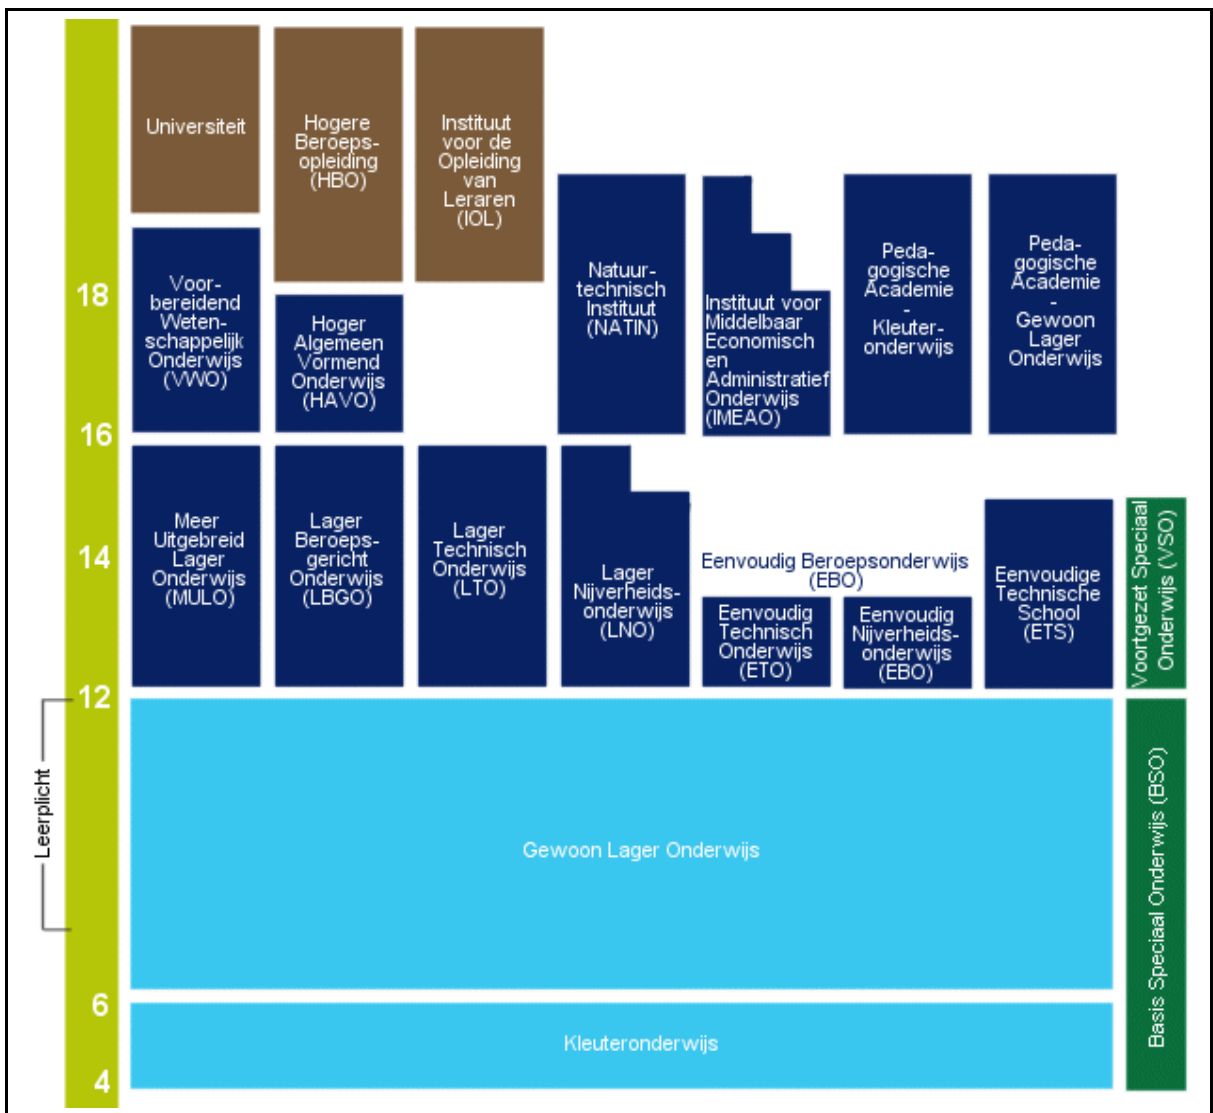 Universiteit
Hogere
Beroeps-
opleiding
(HBO)
Instituut
voor de
Opleiding
van
Leraren
(IOL)
18
Voor-
bereidend
Weten-
schappelijk
Onderwijs
(VWO)
Hoger
Algemeen
Vormend
Onderwijs
(HAVO)
Natuur-
technisch
Instituut
(NATIN)
Instituut voor
Middelbaar
Economisch
en
Administratief
Onderwijs
(IMEAO)
Peda-
gogische
Academie
-
Kleuter-
onderwijs
Peda-
gogische
Academie
-
Gewoon
Lager
Onderwijs
16
Meer
Uitgebreid
Lager
Onderwijs
(MULO)
Lager
Beroeps-
gericht
Onderwijs
(LBGO)
Lager
Technisch
Onderwijs
(LTO)
Lager
Nijverheids-
onderwijs
(LNO)
Eenvoudig Beroepsonderwijs
(EBO)
Eenvoudig
Technisch
Onderwijs
(ETO)
Eenvoudig
Nijverheids-
onderwijs
(EBO)
Eenvoudige
Technische
School
(ETS)
Voortgezet Speciaal
Onderwijs (VSO)
14
12
Leerplicht
Gewoon Lager Onderwijs
Basis Speciaal Onderwijs (BSO)
6
Kleuteronderwijs
4